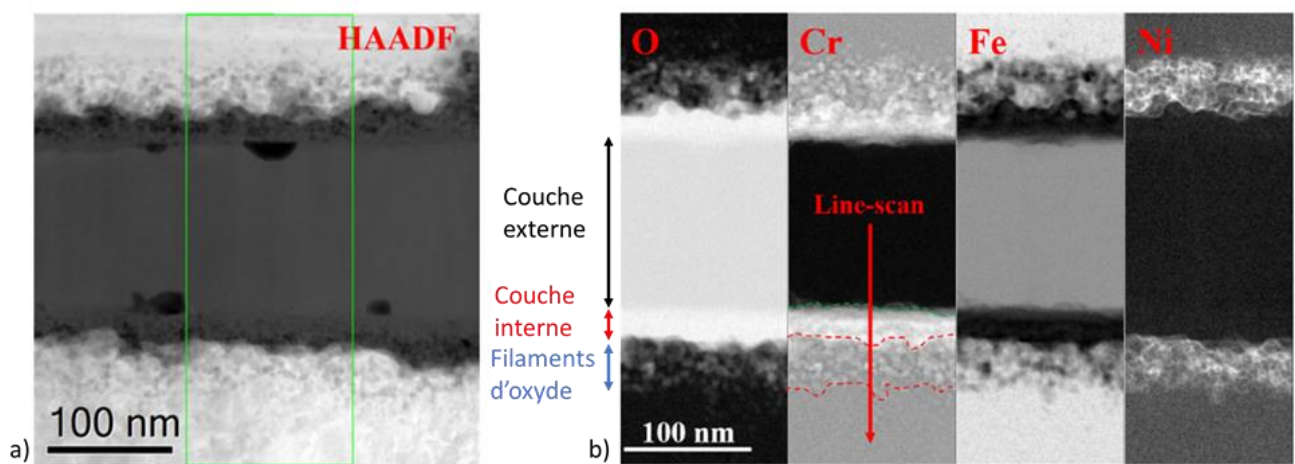 HAADF
100 nm
a)
Couche
externe
Couche
interne
Filaments
d'oxyde
O
Cr
Fe
Ni
Line-scan
100 nm
b)